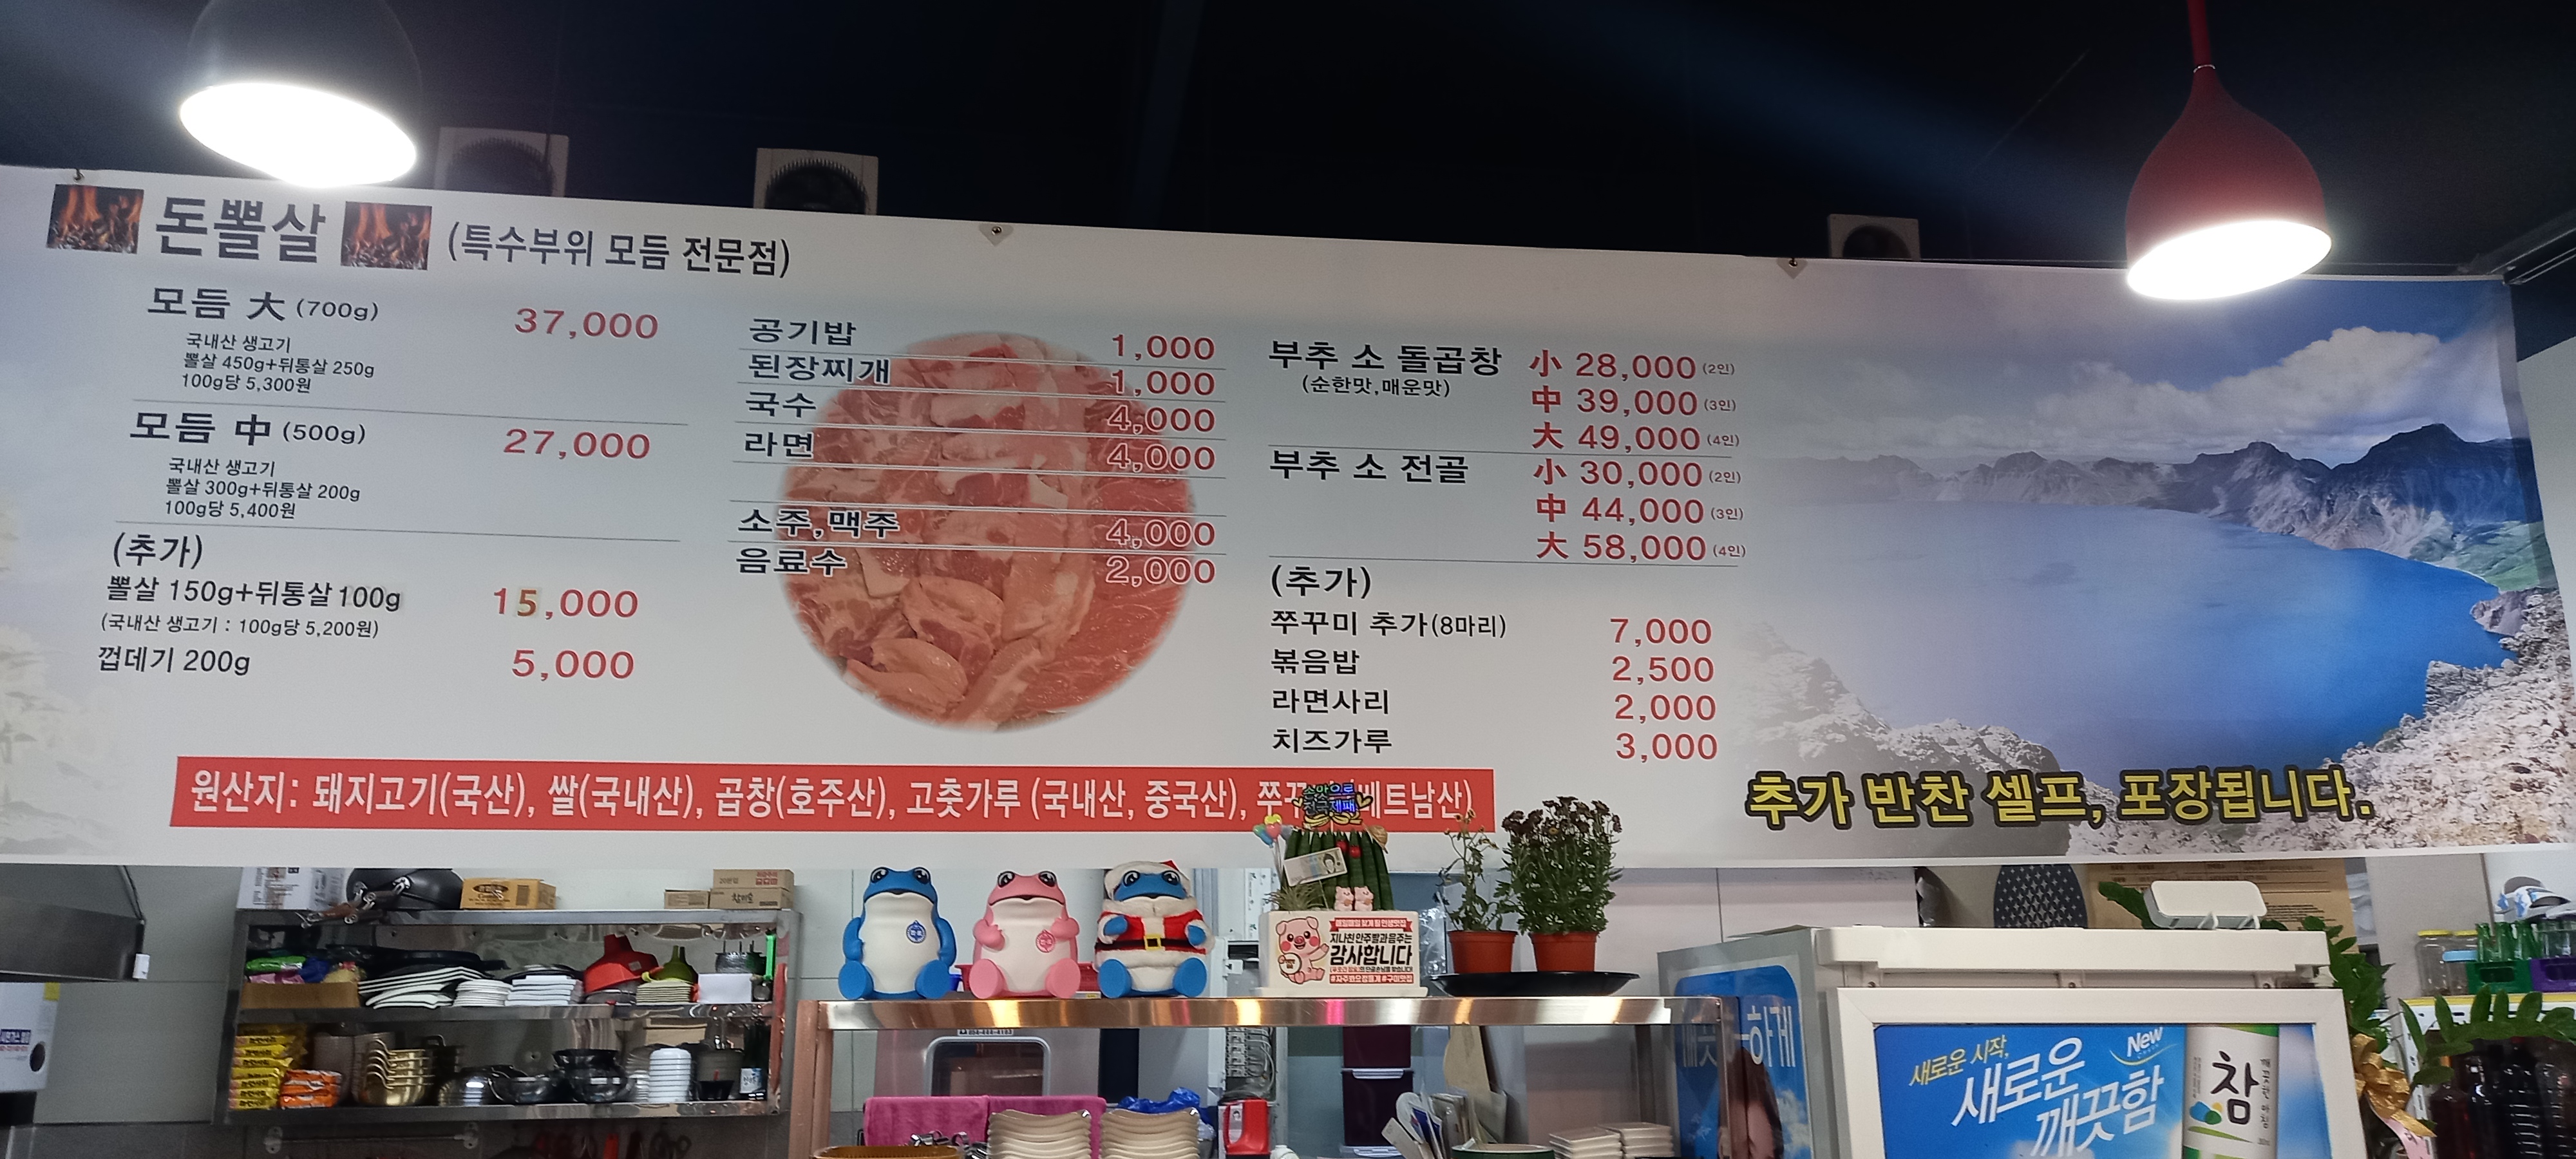 돈뽈살 (특수부위 모듬 전문점)
모듬 大 (700g) 37,000
국내산 생고기
뽈살 450g+뒤통살 250g
100g당 5,300원
모듬 中 (500g) 27,000
국내산 생고기
뽈살 300g+뒤통살 200g
100g당 5,400원
(추가)
뽈살 150g+뒤통살 100g 15,000
(국내산 생고기 : 100g당 5,200원)
껍데기 200g 5,000
공기밥 1,000
된장찌개 1,000
국수 4,000
라면 4,000
소주,맥주 4,000
음료수 2,000
부추 소 돌곱창 小 28,000 (2인)
(순한맛,매운맛) 中 39,000 (3인)
大 49,000 (4인)
부추 소 전골 小 30,000 (2인)
中 44,000 (3인)
大 58,000 (4인)
(추가)
쭈꾸미 추가(8마리) 7,000
볶음밥 2,500
라면사리 2,000
치즈가루 3,000
원산지: 돼지고기(국산), 쌀(국내산), 곱창(호주산), 고춧가루 (국내산, 중국산),
추가 반찬 셀프, 포장됩니다.
지나친 안주빨과 음주는
감사합니다
새로운 시작,
새로운
깨끗함
New
참